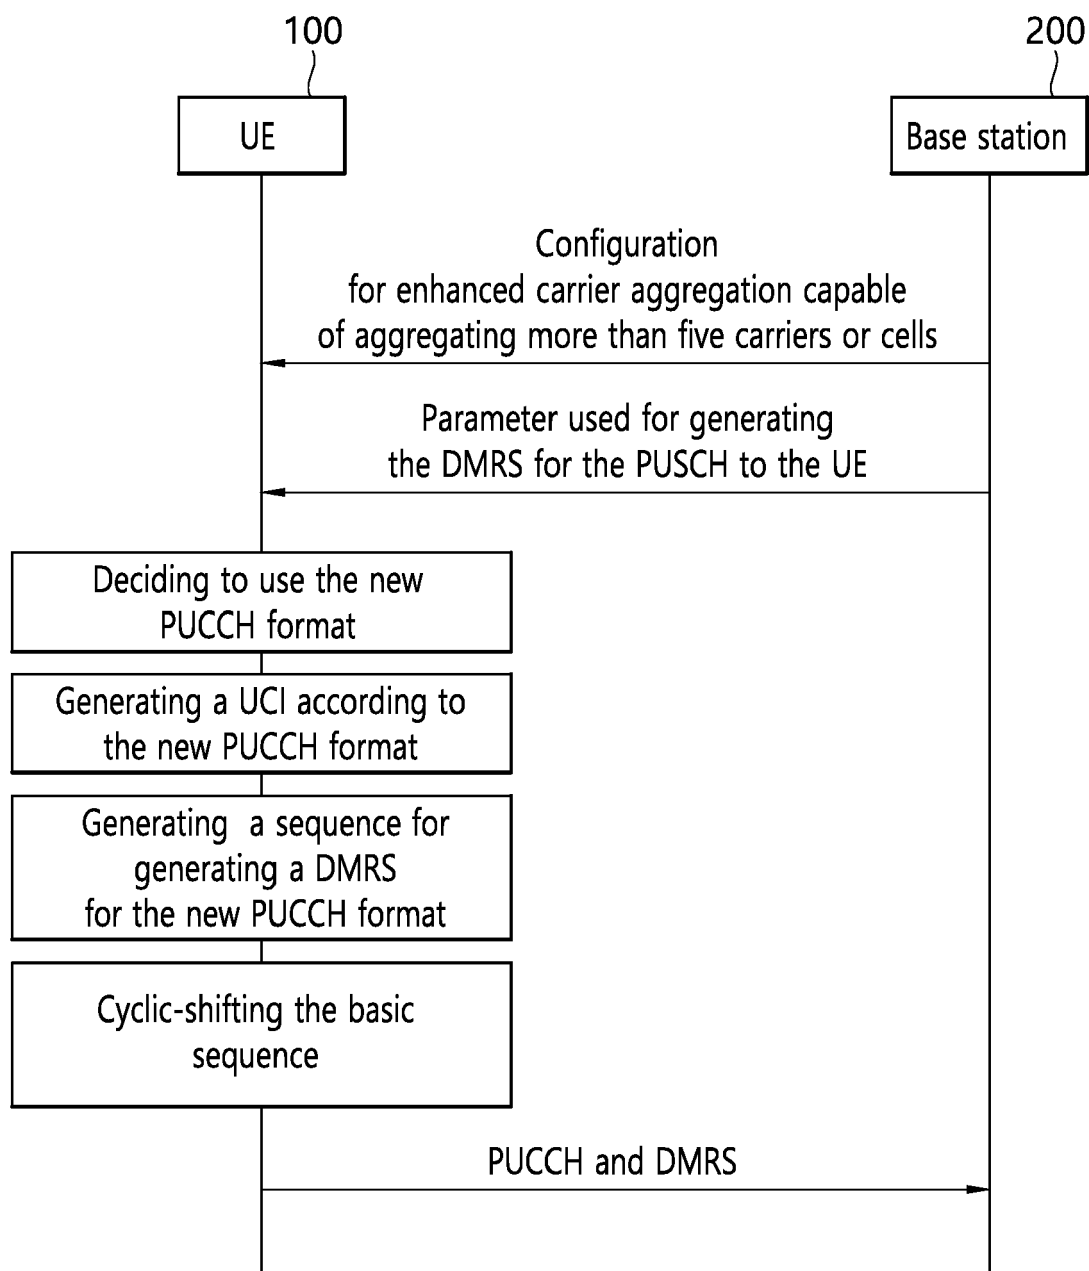 100
200
UE
Base station
Configuration
for enhanced carrier aggregation capable
of aggregating more than five carriers or cells
Parameter used for generating
the DMRS for the PUSCH to the UE
Deciding to use the new
PUCCH format
Generating a UCI according to
the new PUCCH format
Generating a sequence for
generating a DMRS
for the new PUCCH format
Cyclic-shifting the basic
sequence
PUCCH and DMRS